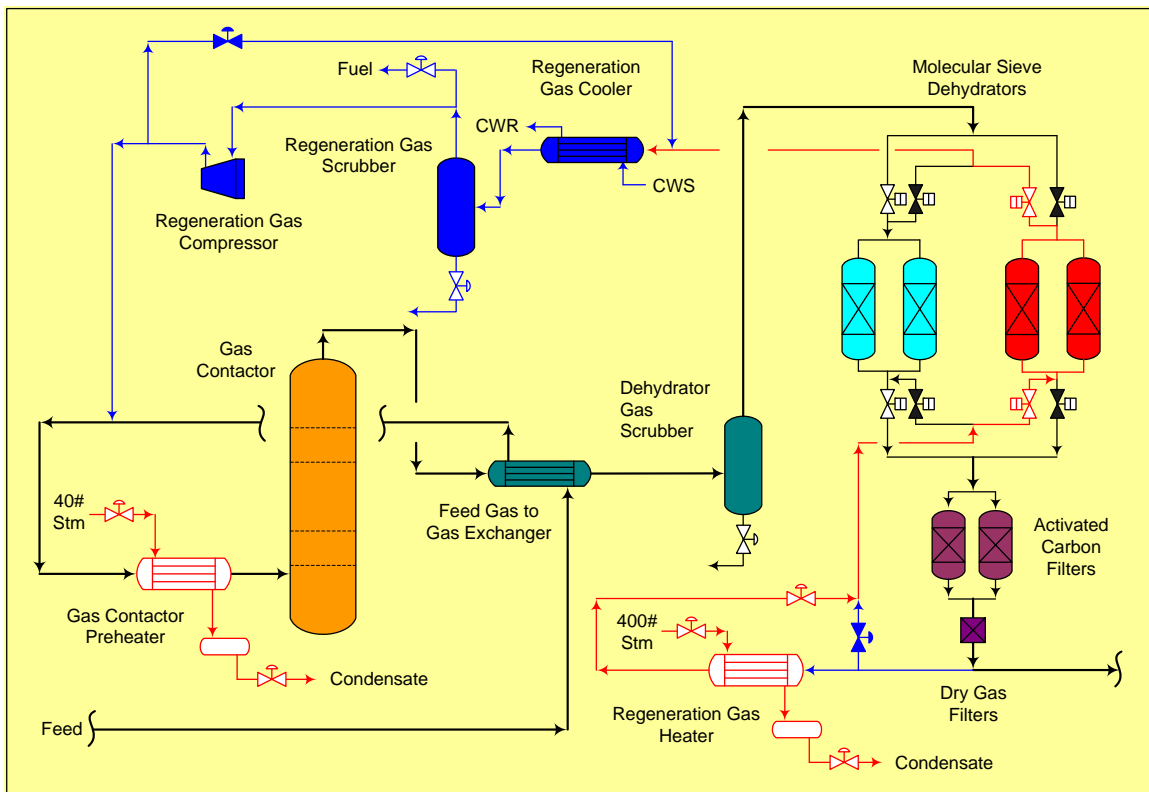 Fuel
Regeneration
Gas Cooler
Molecular Sieve
Dehydrators
CWR
Regeneration Gas
Scrubber
CWS
Regeneration Gas
Compressor
Gas
Contactor
Dehydrator
Gas
Scrubber
40#
Stm
Feed Gas to
Gas Exchanger
Activated
Carbon
Filters
Gas Contactor
Preheater
400#
Stm
Condensate
Feed
Regeneration Gas
Heater
Dry Gas
Filters
Condensate